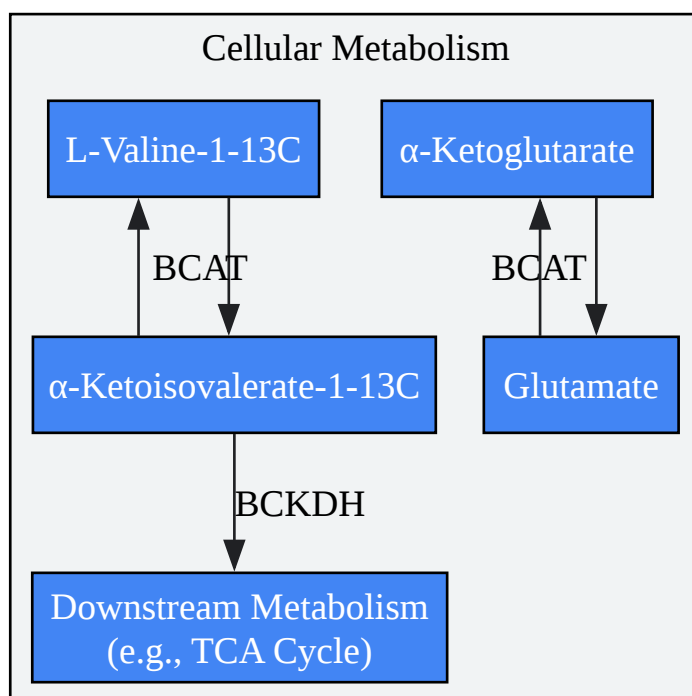 Cellular Metabolism
L-Valine-1-13C
α-Ketoglutarate
BCAT
BCAT
α-Ketoisovalerate-1-13C
Glutamate
BCKDH
Downstream Metabolism
(e.g., TCA Cycle)